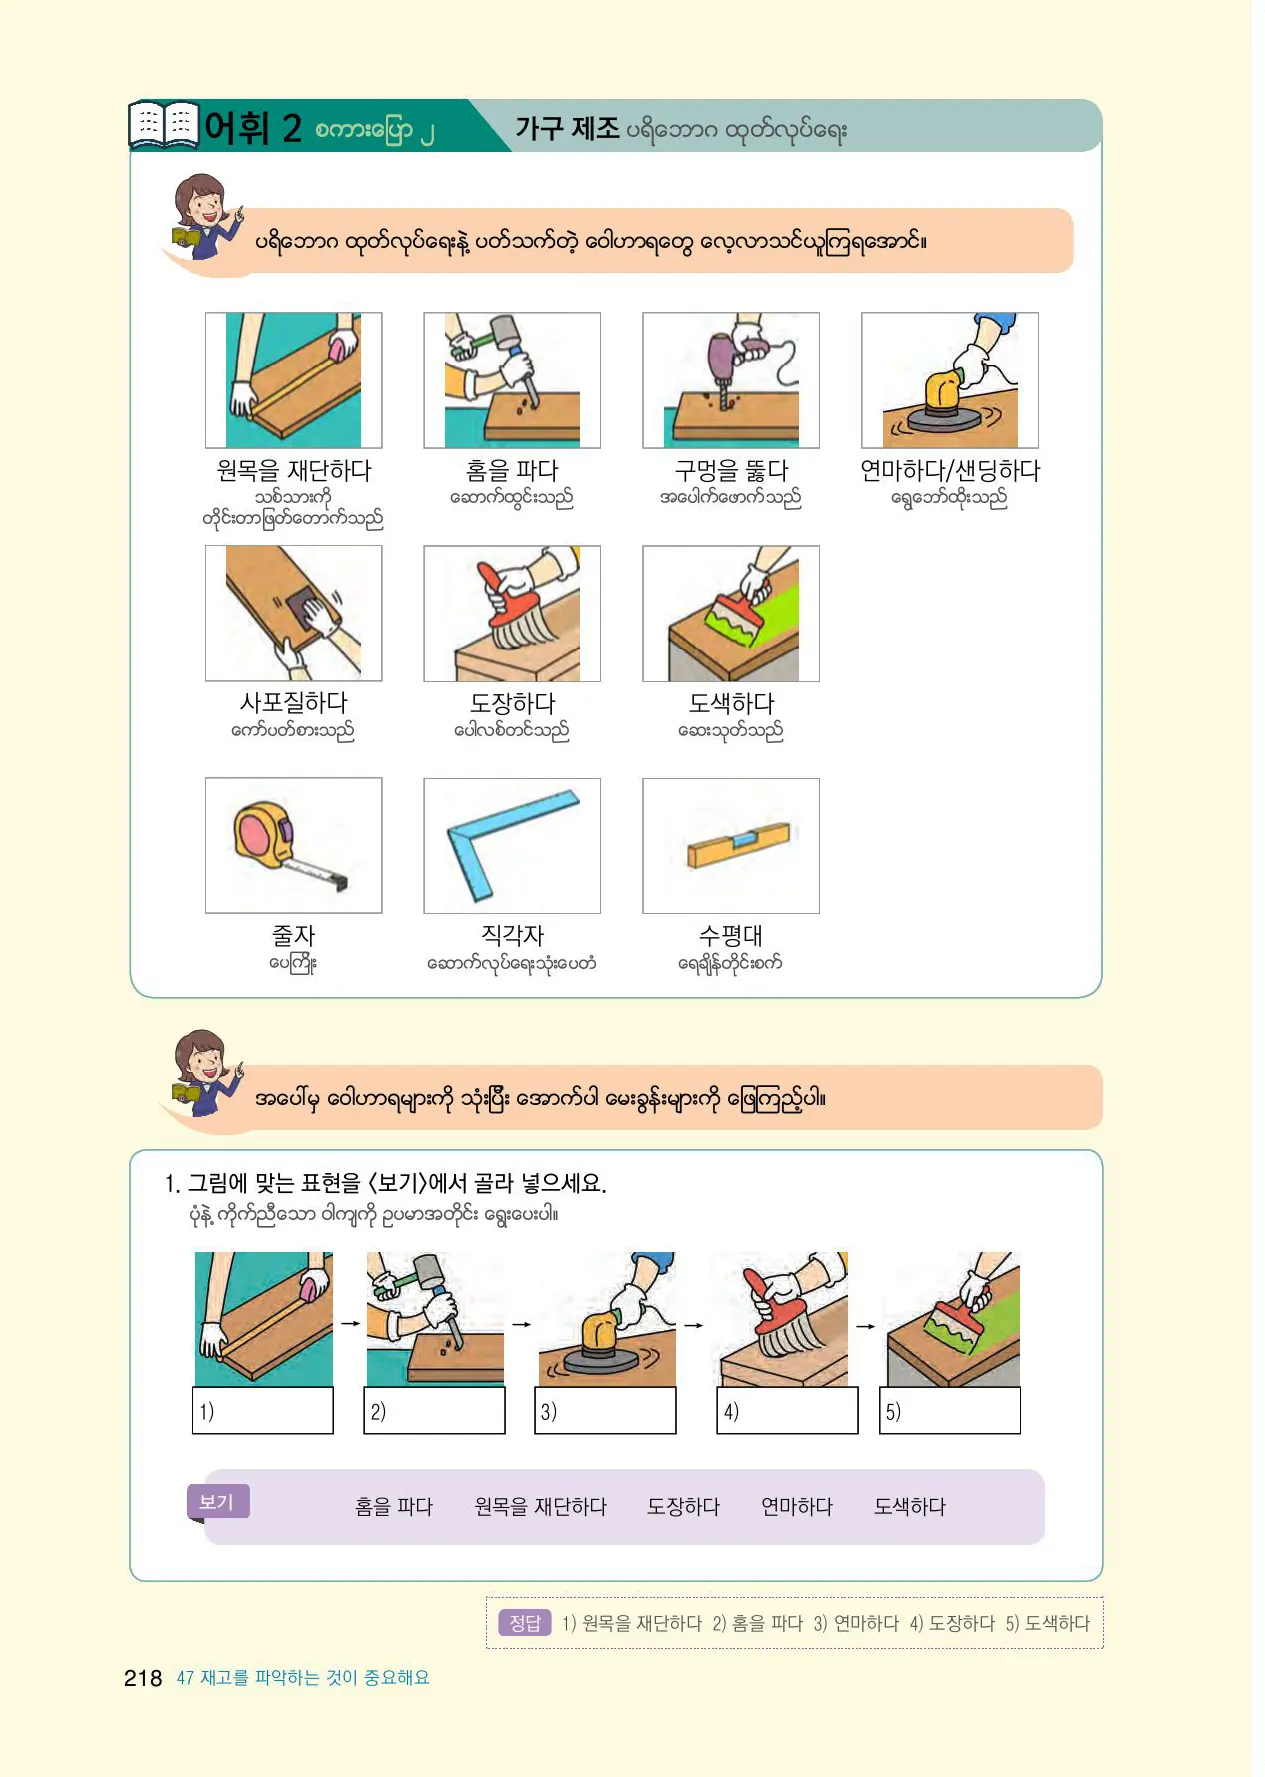 어휘 2 စကားပြော ၂ 가구 제조 ပရိဘောဂ ထုတ်လုပ်ရေး
ပရိဘောဂ ထုတ်လုပ်ရေးနဲ့ ပတ်သက်တဲ့ ဝေါဟာရတွေ လေ့လာသင်ယူကြရအောင်။
원목을 재단하다 홈을 파다 구멍을 뚫다 연마하다/샌딩하다
သစ်သားကို ဆောက်ထွင်းသည် အပေါက်ဖောက်သည် ရွှေဘော်ထိုးသည်
တိုင်းတာဖြတ်တောက်သည်
사포질하다 도장하다 도색하다
ကော်ပတ်စားသည် ပေါလစ်တင်သည် ဆေးသုတ်သည်
줄자 직각자 수평대
ပေကြိုး ဆောက်လုပ်ရေးသုံးပေတံ ရေချိန်တိုင်းစက်
အပေါ်မှ ဝေါဟာရများကို သုံးပြီး အောက်ပါ မေးခွန်းများကို ဖြေကြည့်ပါ။
1. 그림에 맞는 표현을 〈보기〉에서 골라 넣으세요.
ပုံနဲ့ ကိုက်ညီသော ဝါကျကို ဥပမာအတိုင်း ရွေးပေးပါ။
→ → → →
1) 2) 3) 4) 5)
보기 홈을 파다 원목을 재단하다 도장하다 연마하다 도색하다
정답 1) 원목을 재단하다 2) 홈을 파다 3) 연마하다 4) 도장하다 5) 도색하다
218 47 재고를 파악하는 것이 중요해요